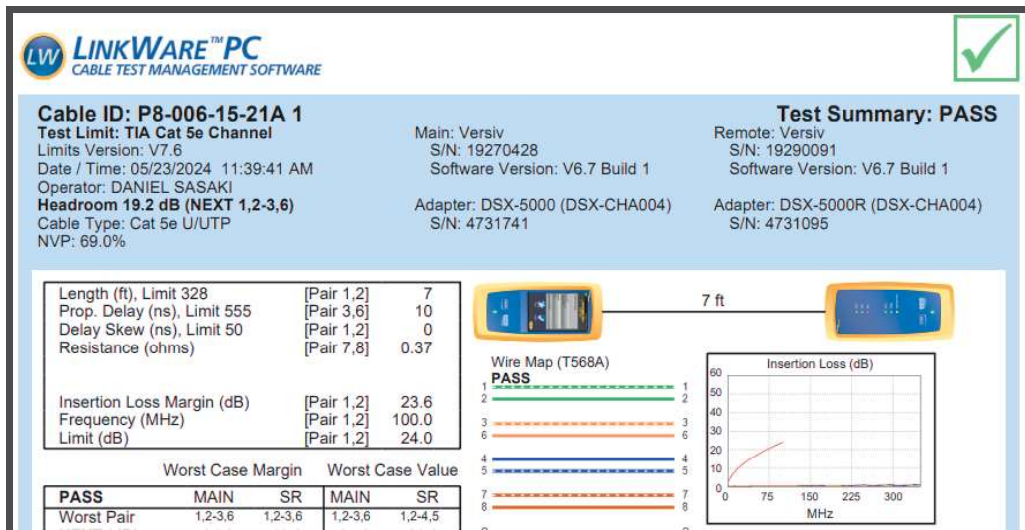 LW LINKWARE™PC
CABLE TEST MANAGEMENT SOFTWARE
Cable ID: P8-006-15-21A 1
Test Summary: PASS
Test Limit: TIA Cat 5e Channel
Limits Version: V7.6
Date / Time: 05/23/2024 11:39:41 AM
Operator: DANIEL SASAKI
Headroom 19.2 dB (NEXT 1,2-3,6)
Cable Type: Cat 5e U/UTP
NVP: 69.0%
Main: Versiv
S/N: 19270428
Software Version: V6.7 Build 1
Adapter: DSX-5000 (DSX-CHA004)
S/N: 4731741
Remote: Versiv
S/N: 19290091
Software Version: V6.7 Build 1
Adapter: DSX-5000R (DSX-CHA004)
S/N: 4731095
Length (ft), Limit 328 [Pair 1,2] 7
Prop. Delay (ns), Limit 555 [Pair 3,6] 10
Delay Skew (ns), Limit 50 [Pair 1,2] 0
Resistance (ohms) [Pair 7,8] 0.37
Insertion Loss Margin (dB) [Pair 1,2] 23.6
Frequency (MHz) [Pair 1,2] 100.0
Limit (dB) [Pair 1,2] 24.0
Worst Case Margin Worst Case Value
PASS MAIN SR MAIN SR
Worst Pair 1,2-3,6 1,2-3,6 1,2-3,6 1,2-4,5
7 ft
Wire Map (T568A)
PASS
1 1
2 2
3 3
6 6
4 4
5 5
7 7
8 8
Insertion Loss (dB)
60
50
40
30
20
10
0
0 75 150 225 300
MHz